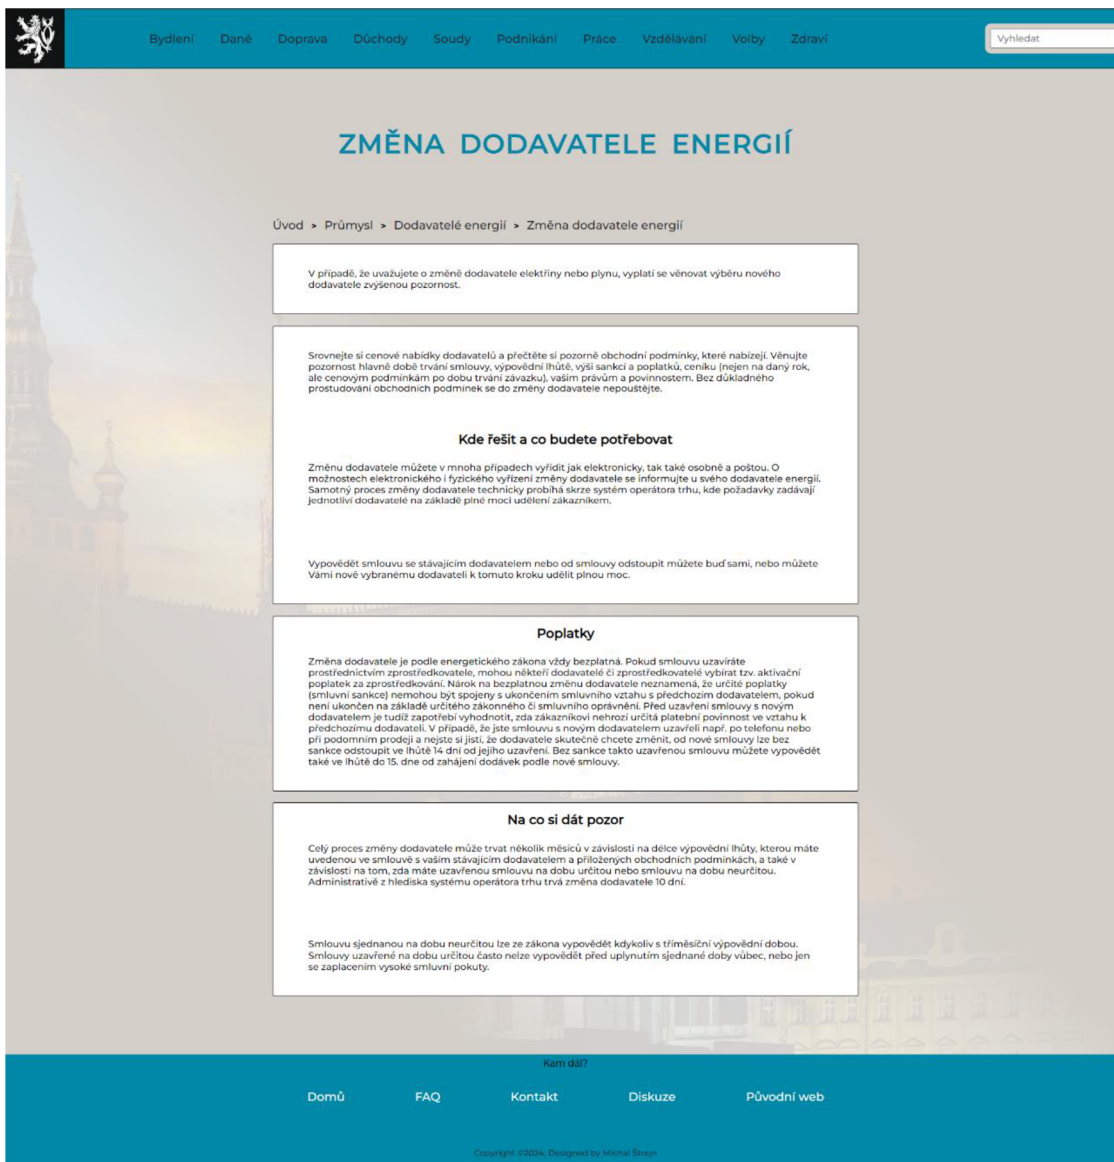 Bydlení Daně Doprava Důchody Soudy Podnikání Práce Vzdělávání Volby Zdraví Vyhledat
ZMĚNA DODAVATELE ENERGIÍ
Úvod > Průmysl > Dodavatelé energií > Změna dodavatele energií
V případě, že uvažujete o změně dodavatele elektřiny nebo plynu, vyplatí se věnovat výběru nového
dodavatele zvýšenou pozornost.
Srovnejte si cenové nabídky dodavatelů a přečtěte si pozorně obchodní podmínky, které nabízejí. Věnujte
pozornost hlavně době trvání smlouvy, výpovědní lhůtě, výši sankcí a poplatků, ceníku (nejen na daný rok,
ale cenovým podmínkám po dobu trvání závazku), vašim právům a povinnostem. Bez důkladného
prostudování obchodních podmínek se do změny dodavatele nepouštějte.
Kde řešit a co budete potřebovat
Změnu dodavatele můžete v mnoha případech vyřídit jak elektronicky, tak také osobně a poštou. O
možnostech elektronického i fyzického vyřízení změny dodavatele se informujte u svého dodavatele energií.
Samotný proces změny dodavatele technicky probíhá skrze systém operátora trhu, kde požadavky zadávají
jednotliví dodavatelé na základě plné moci udělení zákazníkem.
Vypovědět smlouvu se stávajícím dodavatelem nebo od smlouvy odstoupit můžete buď sami, nebo můžete
Vámi nově vybranému dodavateli k tomuto kroku udělit plnou moc.
Poplatky
Změna dodavatele je podle energetického zákona vždy bezplatná. Pokud smlouvu uzavíráte
prostřednictvím zprostředkovatele, mohou někteří dodavatelé či zprostředkovatelé vybírat tzv. aktivační
poplatek za zprostředkování. Nárok na bezplatnou změnu dodavatele neznamená, že určité poplatky
(smluvní sankce) nemohou být spojeny s ukončením smluvního vztahu s předchozím dodavatelem, pokud
není ukončen na základě určitého zákonného či smluvního oprávnění. Před uzavření smlouvy s novým
dodavatelem je tudíž zapotřebí vyhodnotit, zda zákazníkovi nehrozí určitá platební povinnost ve vztahu k
předchozímu dodavateli. V případě, že jste smlouvu s novým dodavatelem uzavřeli např. po telefonu nebo
při podomním prodeji a nejste si jistí, že dodavatele skutečně chcete změnit, od nové smlouvy lze bez
sankce odstoupit ve lhůtě 14 dní od jejího uzavření. Bez sankce takto uzavřenou smlouvu můžete vypovědět
také ve lhůtě do 15. dne od zahájení dodávek podle nové smlouvy.
Na co si dát pozor
Celý proces změny dodavatele může trvat několik měsíců v závislosti na délce výpovědní lhůty, kterou máte
uvedenou ve smlouvě s vaším stávajícím dodavatelem a přiložených obchodních podmínkách, a také v
závislosti na tom, zda máte uzavřenou smlouvu na dobu určitou nebo smlouvu na dobu neurčitou.
Administrativě z hlediska systému operátora trhu trvá změna dodavatele 10 dní.
Smlouvu sjednanou na dobu neurčitou lze ze zákona vypovědět kdykoliv s tříměsíční výpovědní dobou.
Smlouvy uzavřené na dobu určitou často nelze vypovědět před uplynutím sjednané doby vůbec, nebo jen
se zaplacením vysoké smluvní pokuty.
Kam dál?
Domů FAQ Kontakt Diskuze Původní web
Copyright ©2024; Designed by Michal Štrejn